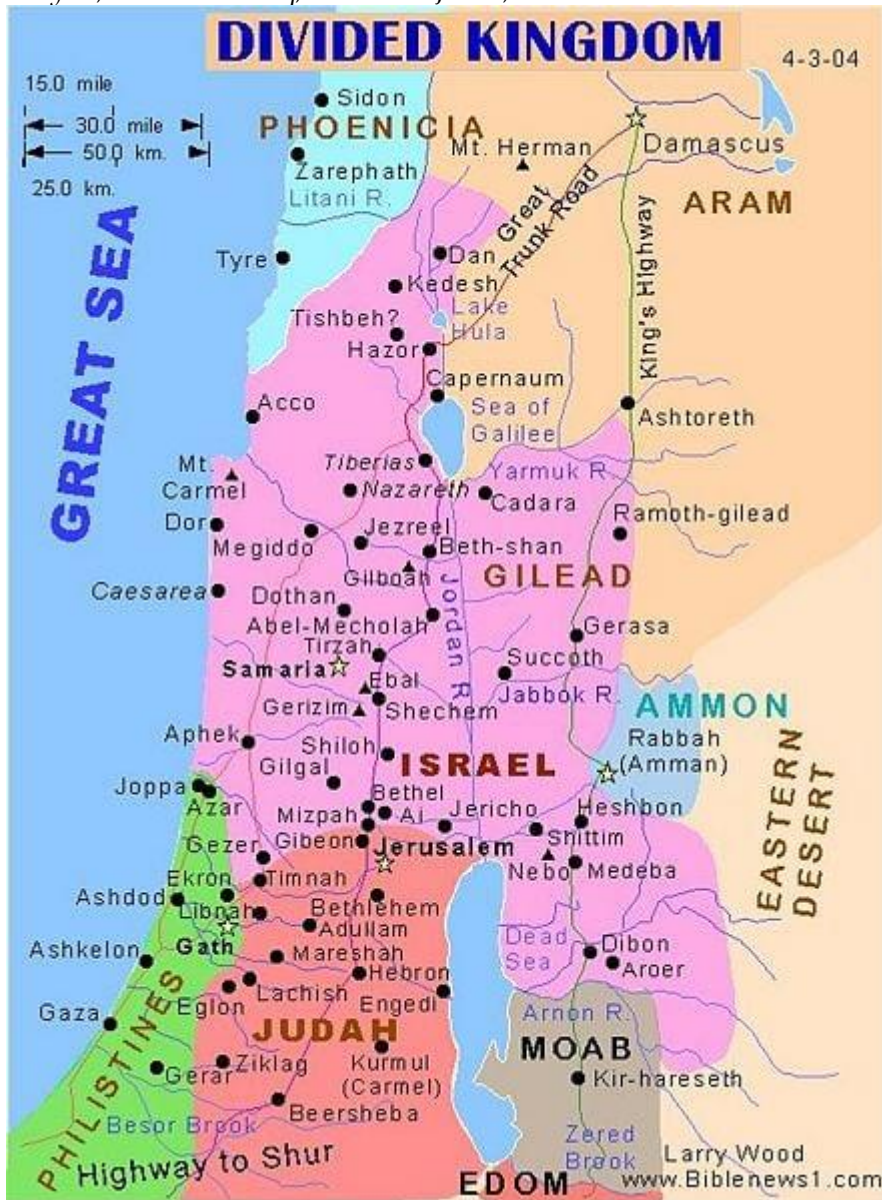 DIVIDED KINGDOM
4-3-04
15.0 mile
30.0 mile
50.0 km.
25.0 km.
Sidon
PHOENICIA
Mt. Herman
Damascus
Zarephath
Litani R.
ARAM
Great
Trunk Road
King's Highway
GREAT SEA
Tyre
Dan
Kedesh
Lake
Hula
Tishbeh?
Hazor
Capernaum
Acco
Sea of
Galilee
Ashtoreth
Tiberias
Yarmuk R.
Mt.
Carmel
Nazareth
Cadara
Ramoth-gilead
Dor
Megiddo
Jezreel
Beth-shan
Gilboah
GILEAD
Jordan R.
Caesarea
Dothan
Abel-Mecholah
Gerasa
Tirzah
Samaria
Succoth
Ebal
Jabbok R.
Gerizim
Shechem
AMMON
Aphek
Shiloh
ISRAEL
Rabbah
(Amman)
Gilgal
EASTERN
DESERT
Joppa
Azar
Bethel
Mizpah
Ai
Jericho
Heshbon
Gezer
Gibeon
Jerusalem
Shittim
Nebo
Medeba
Ekron
Timnah
Ashdod
Libnah
Bethlehem
Adullam
Gath
Dead
Sea
Dibon
Aroer
Ashkelon
Mareshah
Hebron
Eglon
Lachish
Engedi
Gaza
Arnon R.
JUDAH
MOAB
PHILISTINES
Gerar
Ziklag
Kurmul
(Carmel)
Kir-hareseth
Beersheba
Besor Brook
Zered
Brook
Highway to Shur
Larry Wood
EDOM
www.Biblenews1.com